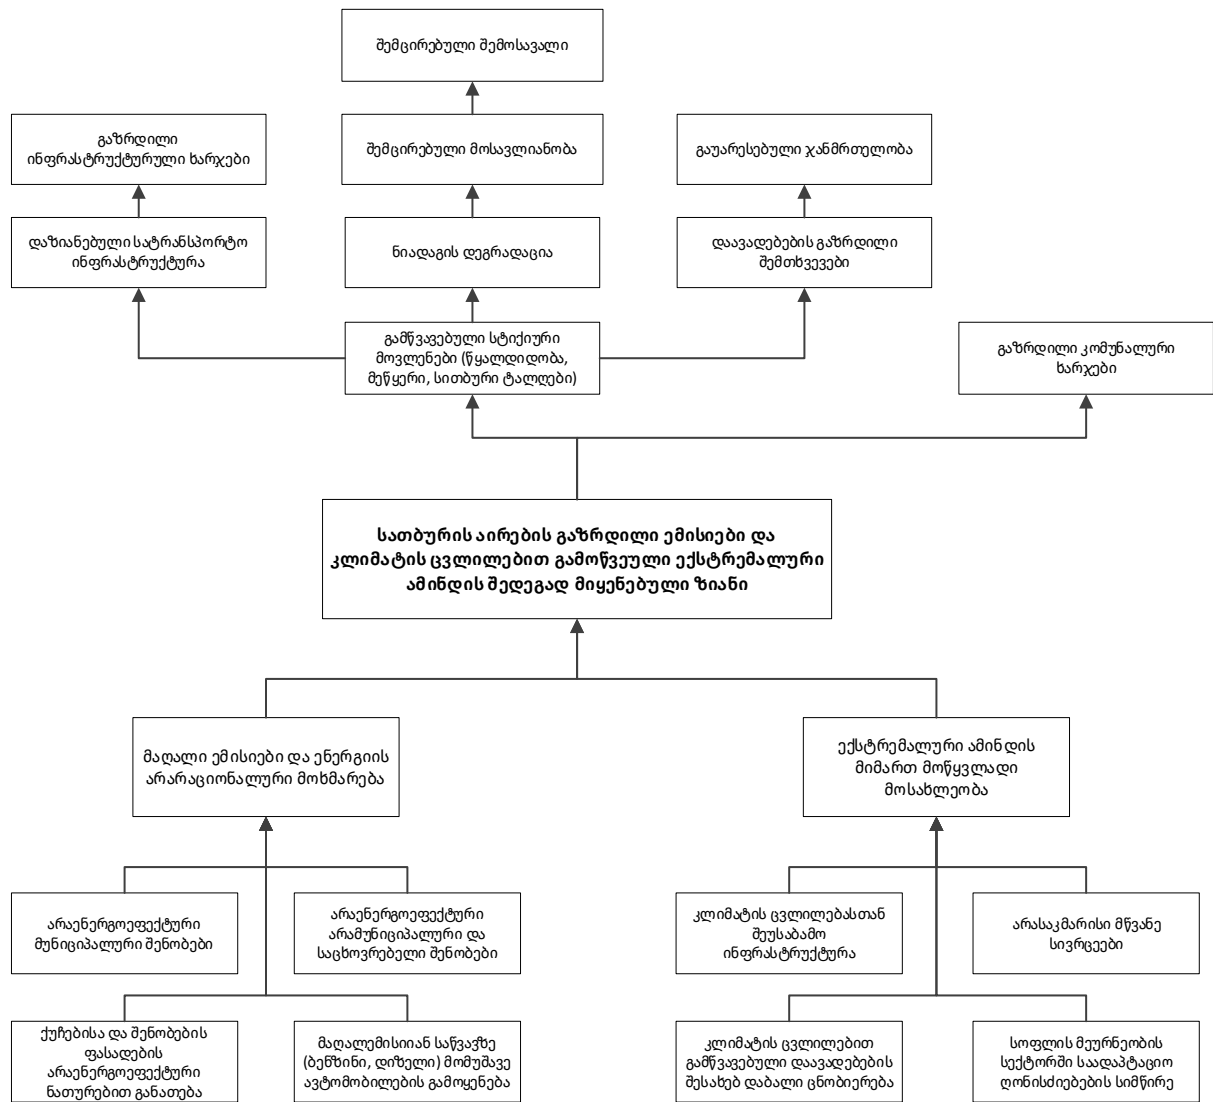 შემცირებული შემოსავალი
გაზრდილი
ინფრასტრუქტურული ხარჯები
შემცირებული მოსავლიანობა
გაუარესებული ჯანმრთელობა
დაზიანებული სატრანსპორტო
ინფრასტრუქტურა
ნიადაგის დეგრადაცია
დაავადებების გაზრდილი
შემთხვევები
გამწვავებული სტიქიური
მოვლენები (წყალდიდობა,
მეწყერი, სითბური ტალღები)
გაზრდილი კომუნალური
ხარჯები
სათბურის აირების გაზრდილი ემისიები და
კლიმატის ცვლილებით გამოწვეული ექსტრემალური
ამინდის შედეგად მიყენებული ზიანი
მაღალი ემისიები და ენერგიის
არარაციონალური მოხმარება
ექსტრემალური ამინდის
მიმართ მოწყვლადი
მოსახლეობა
არაენერგოეფექტური
მუნიციპალური შენობები
არაენერგოეფექტური
არამუნიციპალური და
საცხოვრებელი შენობები
კლიმატის ცვლილებასთან
შეუსაბამო
ინფრასტრუქტურა
არასაკმარისი მწვანე
სივრცეები
ქუჩებისა და შენობების
ფასადების
არაენერგოეფექტური
ნათურებით განათება
მაღალემისიიან საწვავზე
(ბენზინი, დიზელი) მომუშავე
ავტომობილების გამოყენება
კლიმატის ცვლილებით
გამწვავებული დაავადებების
შესახებ დაბალი ცნობიერება
სოფლის მეურნეობის
სექტორში საადაპტაციო
ღონისძიებების სიმწირე